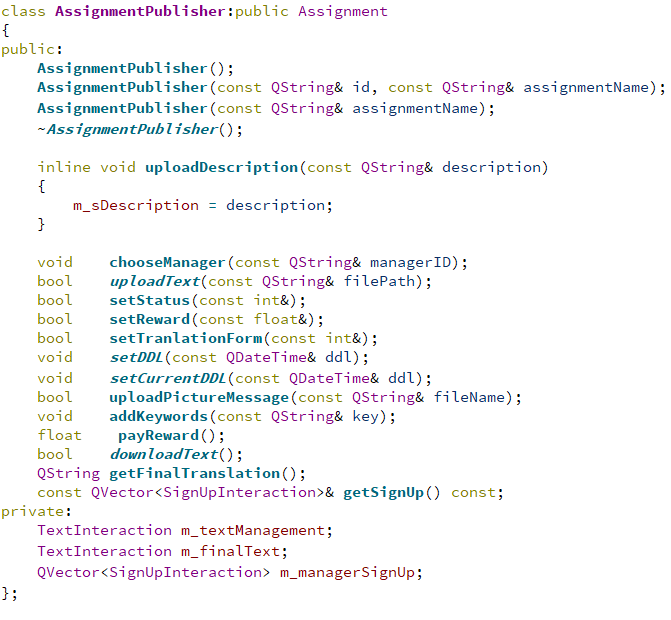 class AssignmentPublisher:public Assignment
{
public:
    AssignmentPublisher();
    AssignmentPublisher(const QString& id, const QString& assignmentName);
    AssignmentPublisher(const QString& assignmentName);
    ~AssignmentPublisher();

    inline void uploadDescription(const QString& description)
    {
        m_sDescription = description;
    }

    void    chooseManager(const QString& managerID);
    bool    uploadText(const QString& filePath);
    bool    setStatus(const int&);
    bool    setReward(const float&);
    bool    setTranlationForm(const int&);
    void    setDDL(const QDateTime& ddl);
    void    setCurrentDDL(const QDateTime& ddl);
    bool    uploadPictureMessage(const QString& fileName);
    void    addKeywords(const QString& key);
    float    payReward();
    bool    downloadText();
    QString getFinalTranslation();
    const QVector<SignUpInteraction>& getSignUp() const;
private:
    TextInteraction m_textManagement;
    TextInteraction m_finalText;
    QVector<SignUpInteraction> m_managerSignUp;
};